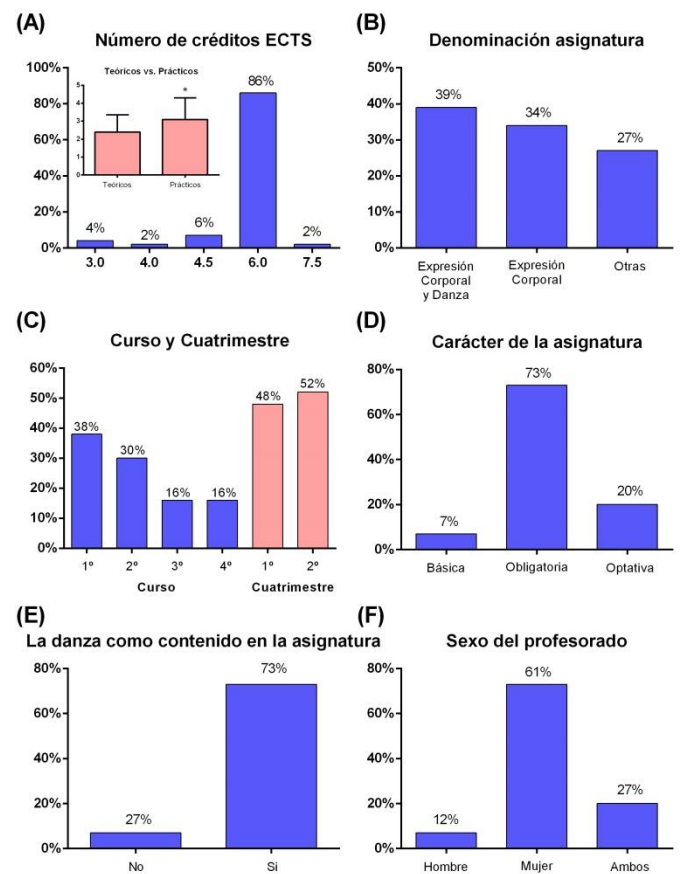 (A)
Número de créditos ECTS
Teóricos vs. Prácticos
100%
80%
60%
40%
20%
0%
5
4
3
2
1
0
*
Teóricos Prácticos
4%
2%
6%
86%
2%
3.0 4.0 4.5 6.0 7.5
(B)
Denominación asignatura
50%
40%
30%
20%
10%
0%
39%
34%
27%
Expresión
Corporal
y Danza
Expresión
Corporal
Otras
(C)
Curso y Cuatrimestre
60%
50%
40%
30%
20%
10%
0%
38%
30%
16%
16%
48%
52%
1º 2º 3º 4º 1º 2º
Curso Cuatrimestre
(D)
Carácter de la asignatura
80%
60%
40%
20%
0%
7%
73%
20%
Básica Obligatoria Optativa
(E)
La danza como contenido en la asignatura
80%
60%
40%
20%
0%
27%
73%
No Si
(F)
Sexo del profesorado
80%
60%
40%
20%
0%
12%
61%
27%
Hombre Mujer Ambos